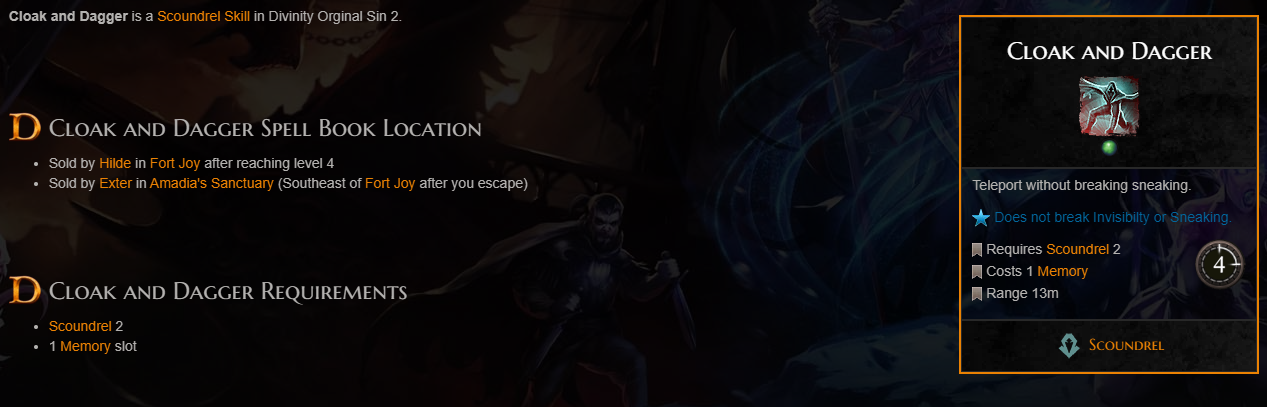 Cloak and Dagger is a Scoundrel Skill in Divinity Orginal Sin 2.
D Cloak and Dagger Spell Book Location
• Sold by Hilde in Fort Joy after reaching level 4
• Sold by Exter in Amadia's Sanctuary (Southeast of Fort Joy after you escape)
D Cloak and Dagger Requirements
• Scoundrel 2
• 1 Memory slot
Cloak and Dagger
Teleport without breaking sneaking.
Does not break Invisibilty or Sneaking.
Requires Scoundrel 2
Costs 1 Memory
Range 13m
4
Scoundrel